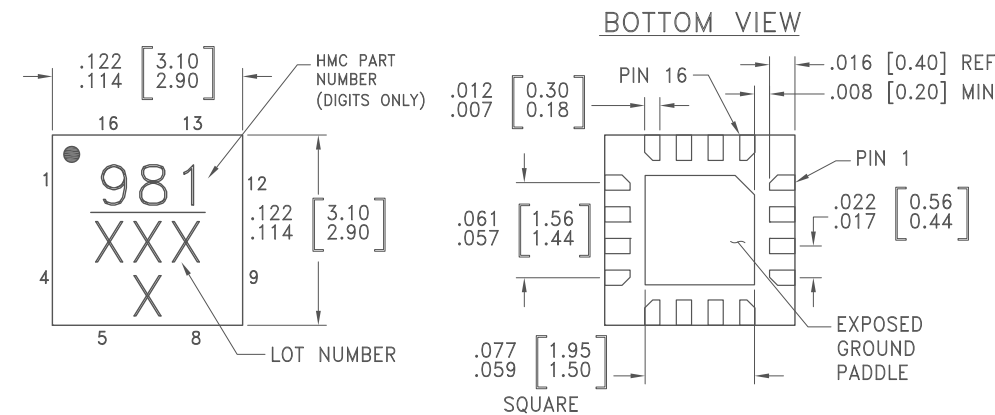 BOTTOM VIEW
.122 [3.10]
.114 [2.90]
HMC PART
NUMBER
(DIGITS ONLY)
16 13
1
981
12
XXX
X
4
9
5 8
LOT NUMBER
.122 [3.10]
.114 [2.90]
.012 [0.30]
.007 [0.18]
PIN 16
.016 [0.40] REF
.008 [0.20] MIN
PIN 1
.061 [1.56]
.057 [1.44]
.022 [0.56]
.017 [0.44]
EXPOSED
GROUND
PADDLE
.077 [1.95]
.059 [1.50]
SQUARE